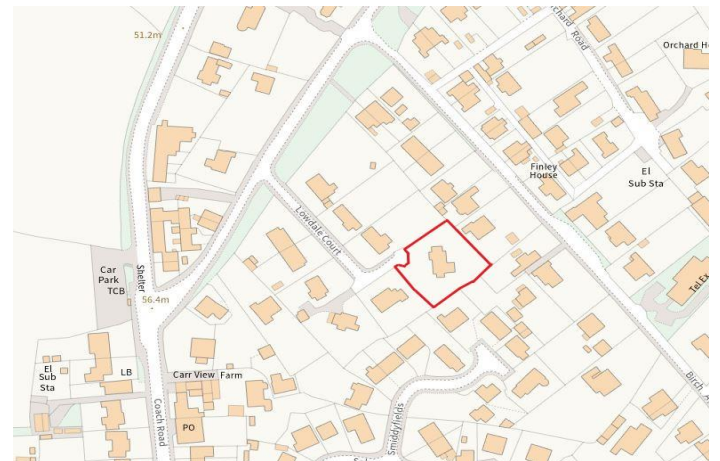 51.2m
Orchard Road
Orchard H
Finley
House
El
Sub Sta
Lowdale Court
Car
Park
TCB
Shelter
56.4m
Tel Ex
El
Sub
Sta
LB
Carr View Farm
Coach Road
PO
Smiddyfields
Birch A